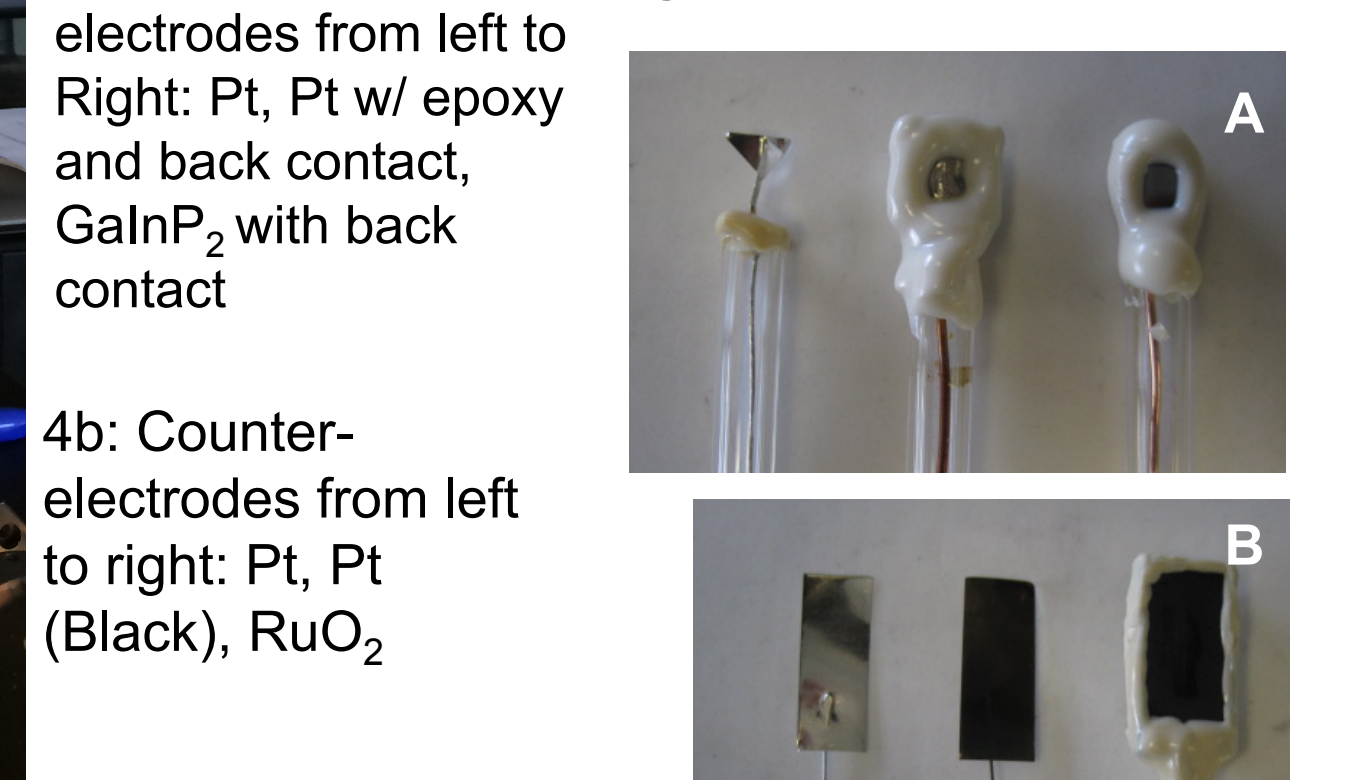 electrodes from left to
Right: Pt, Pt w/ epoxy
and back contact,
GaInP₂ with back
contact
A
4b: Counter-
electrodes from left
to right: Pt, Pt
(Black), RuO₂
B